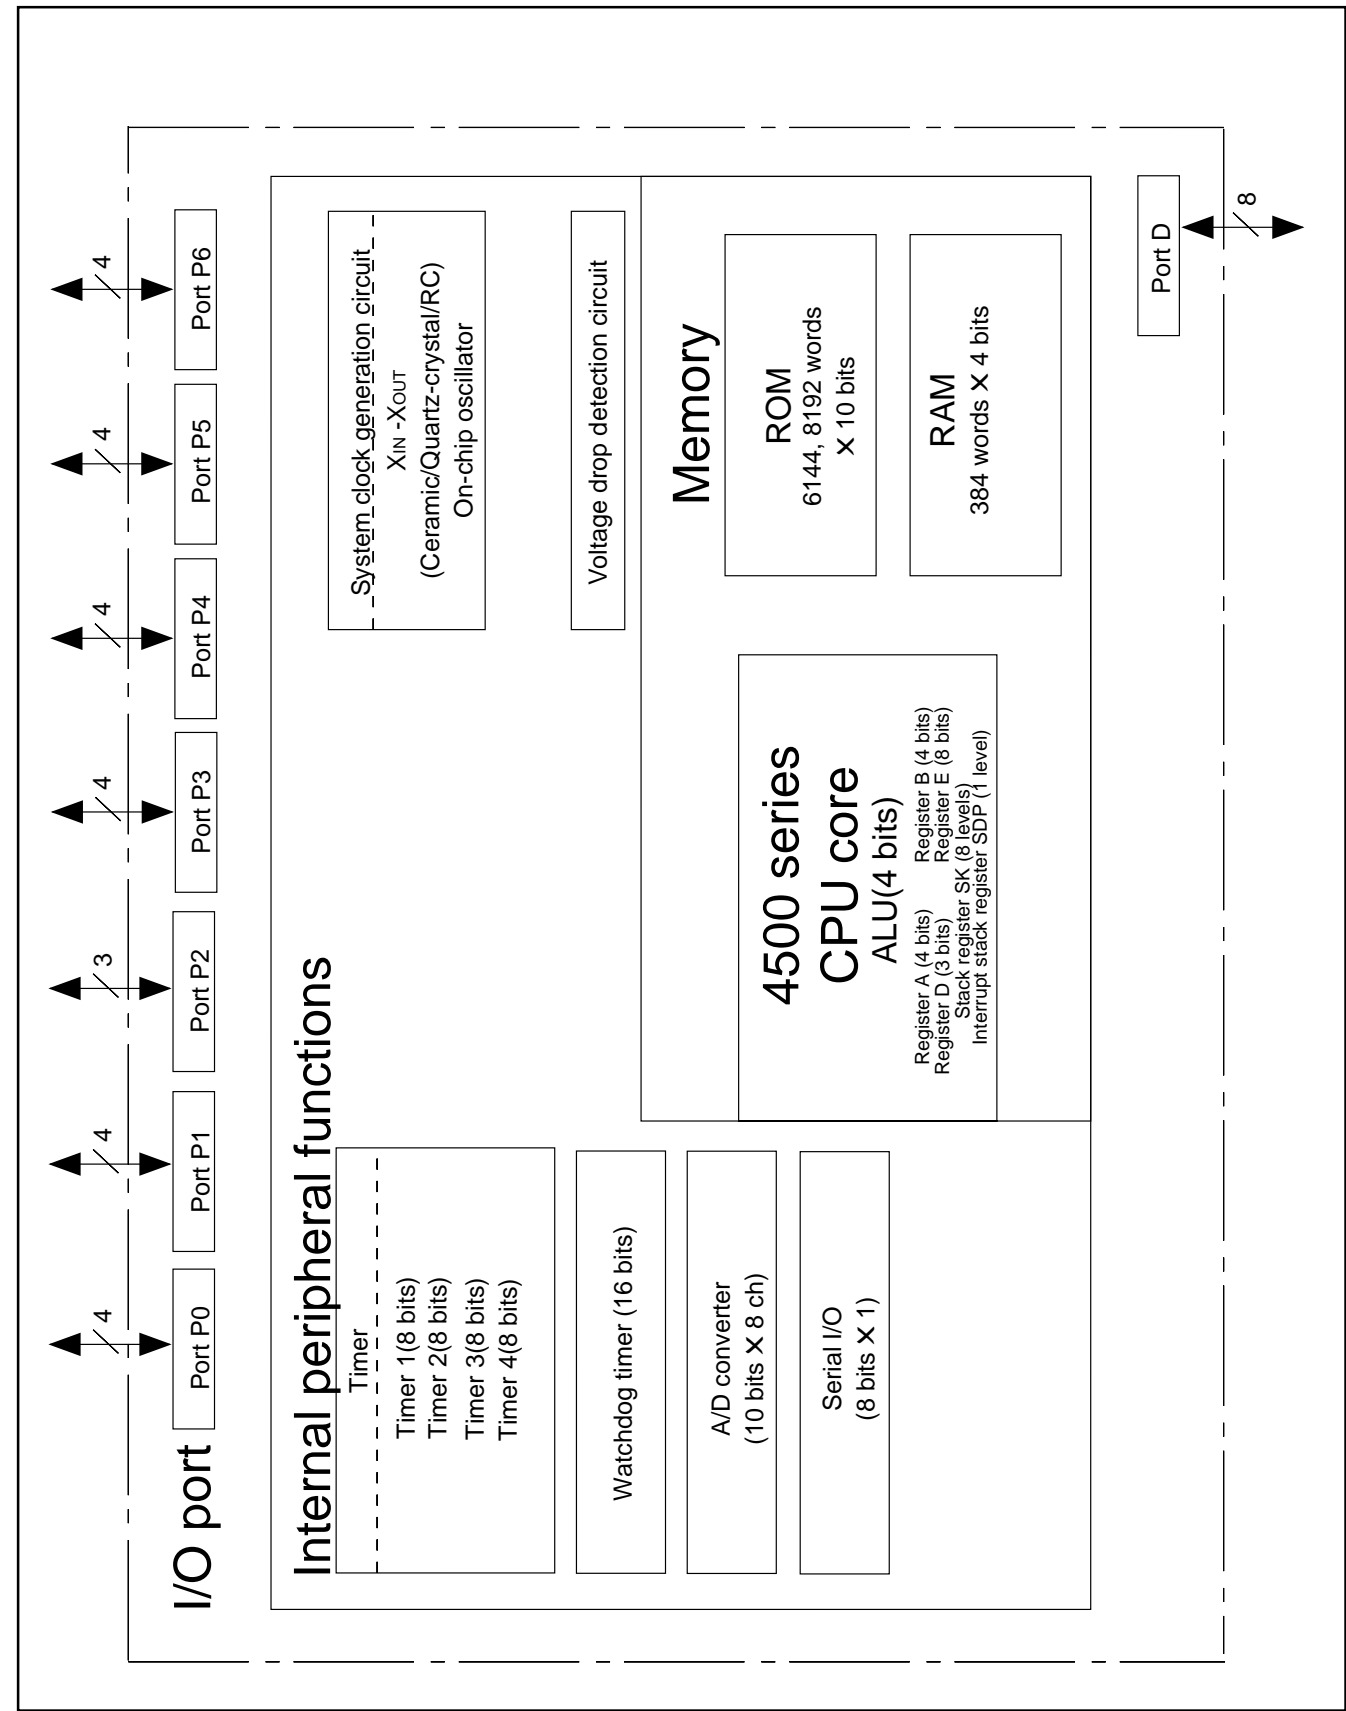 4
4
3
4
4
4
4
I/O port
Port P0
Port P1
Port P2
Port P3
Port P4
Port P5
Port P6
Internal peripheral functions
Timer
Timer 1(8 bits)
Timer 2(8 bits)
Timer 3(8 bits)
Timer 4(8 bits)
Watchdog timer (16 bits)
A/D converter
(10 bits ✕ 8 ch)
Serial I/O
(8 bits ✕ 1)
System clock generation circuit
XIN -XOUT
(Ceramic/Quartz-crystal/RC)
On-chip oscillator
Voltage drop detection circuit
4500 series
CPU core
ALU(4 bits)
Register A (4 bits) Register B (4 bits)
Register D (3 bits) Register E (8 bits)
Stack register SK (8 levels)
Interrupt stack register SDP (1 level)
Memory
ROM
6144, 8192 words
✕ 10 bits
RAM
384 words ✕ 4 bits
Port D
8